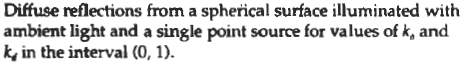 Diffuse reflections from a spherical surface illuminated with
ambient light and a single point source for values of kₐ and
k_d in the interval (0, 1).